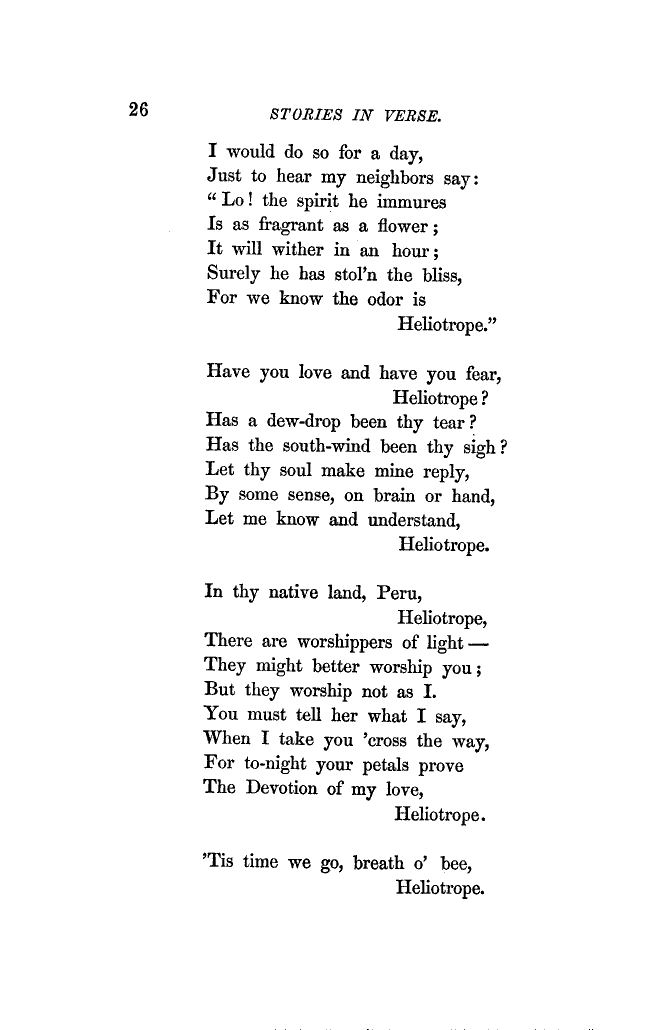 26
STORIES IN VERSE.
I would do so for a day,
Just to hear my neighbors say:
“ Lo! the spirit he immures
Is as fragrant as a flower;
It will wither in an hour;
Surely he has stol’n the bliss,
For we know the odor is
Heliotrope.”
Have you love and have you fear,
Heliotrope?
Has a dew-drop been thy tear?
Has the south-wind been thy sigh?
Let thy soul make mine reply,
By some sense, on brain or hand,
Let me know and understand,
Heliotrope.
In thy native land, Peru,
Heliotrope,
There are worshippers of light —
They might better worship you;
But they worship not as I.
You must tell her what I say,
When I take you ’cross the way,
For to-night your petals prove
The Devotion of my love,
Heliotrope.
’Tis time we go, breath o’ bee,
Heliotrope.